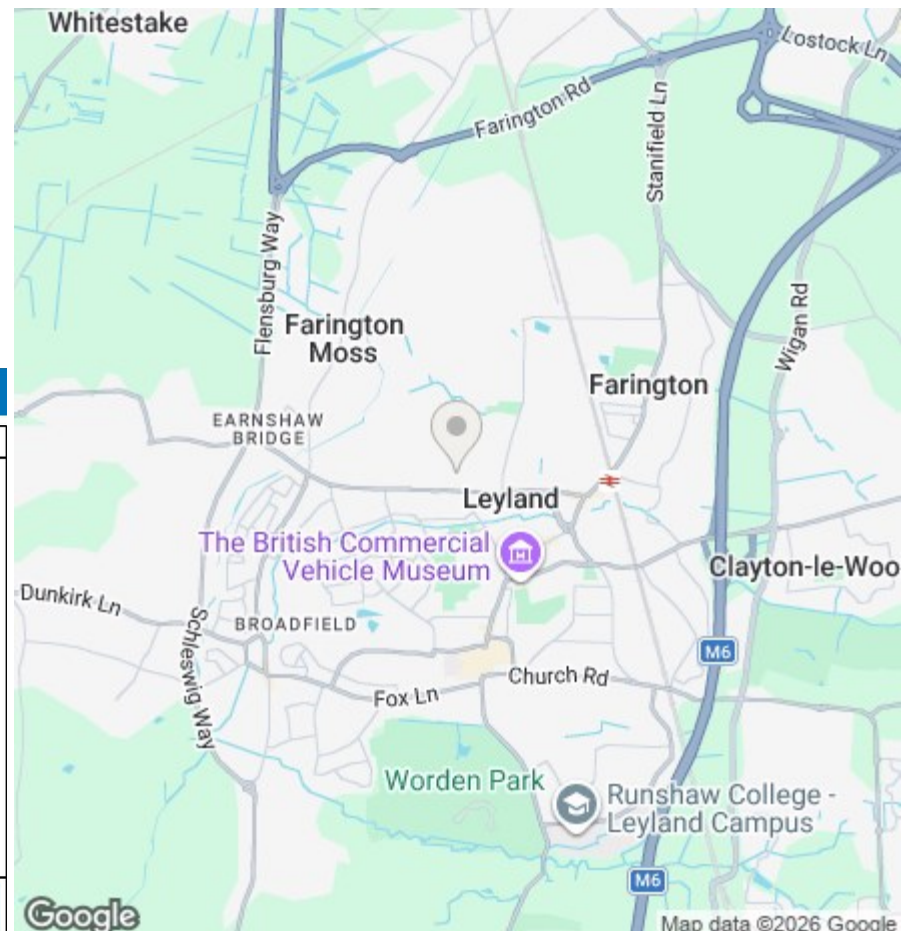 Whitestake
Lostock Ln
Farington Rd
Stanifield Ln
Flensburg Way
Wigan Rd
Farington
Moss
Farington
EARNSHAW
BRIDGE
Leyland
The British Commercial
Vehicle Museum
Clayton-le-Woo
Dunkirk Ln
BROADFIELD
Schleswig Way
M6
Church Rd
Fox Ln
Worden Park
Runshaw College -
Leyland Campus
M6
Google
Map data ©2026 Google